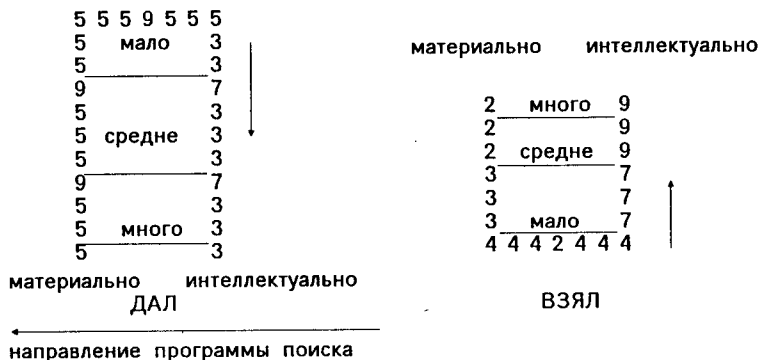 5 5 5 9 5 5 5
5 мало 3
5 3
9 7
5 3
5 средне 3
5 3
9 7
5 3
5 много 3
5 3
материально интеллектуально
ДАЛ
направление программы поиска
материально интеллектуально
2 много 9
2 9
2 средне 9
3 7
3 7
3 мало 7
4 4 4 2 4 4 4
ВЗЯЛ